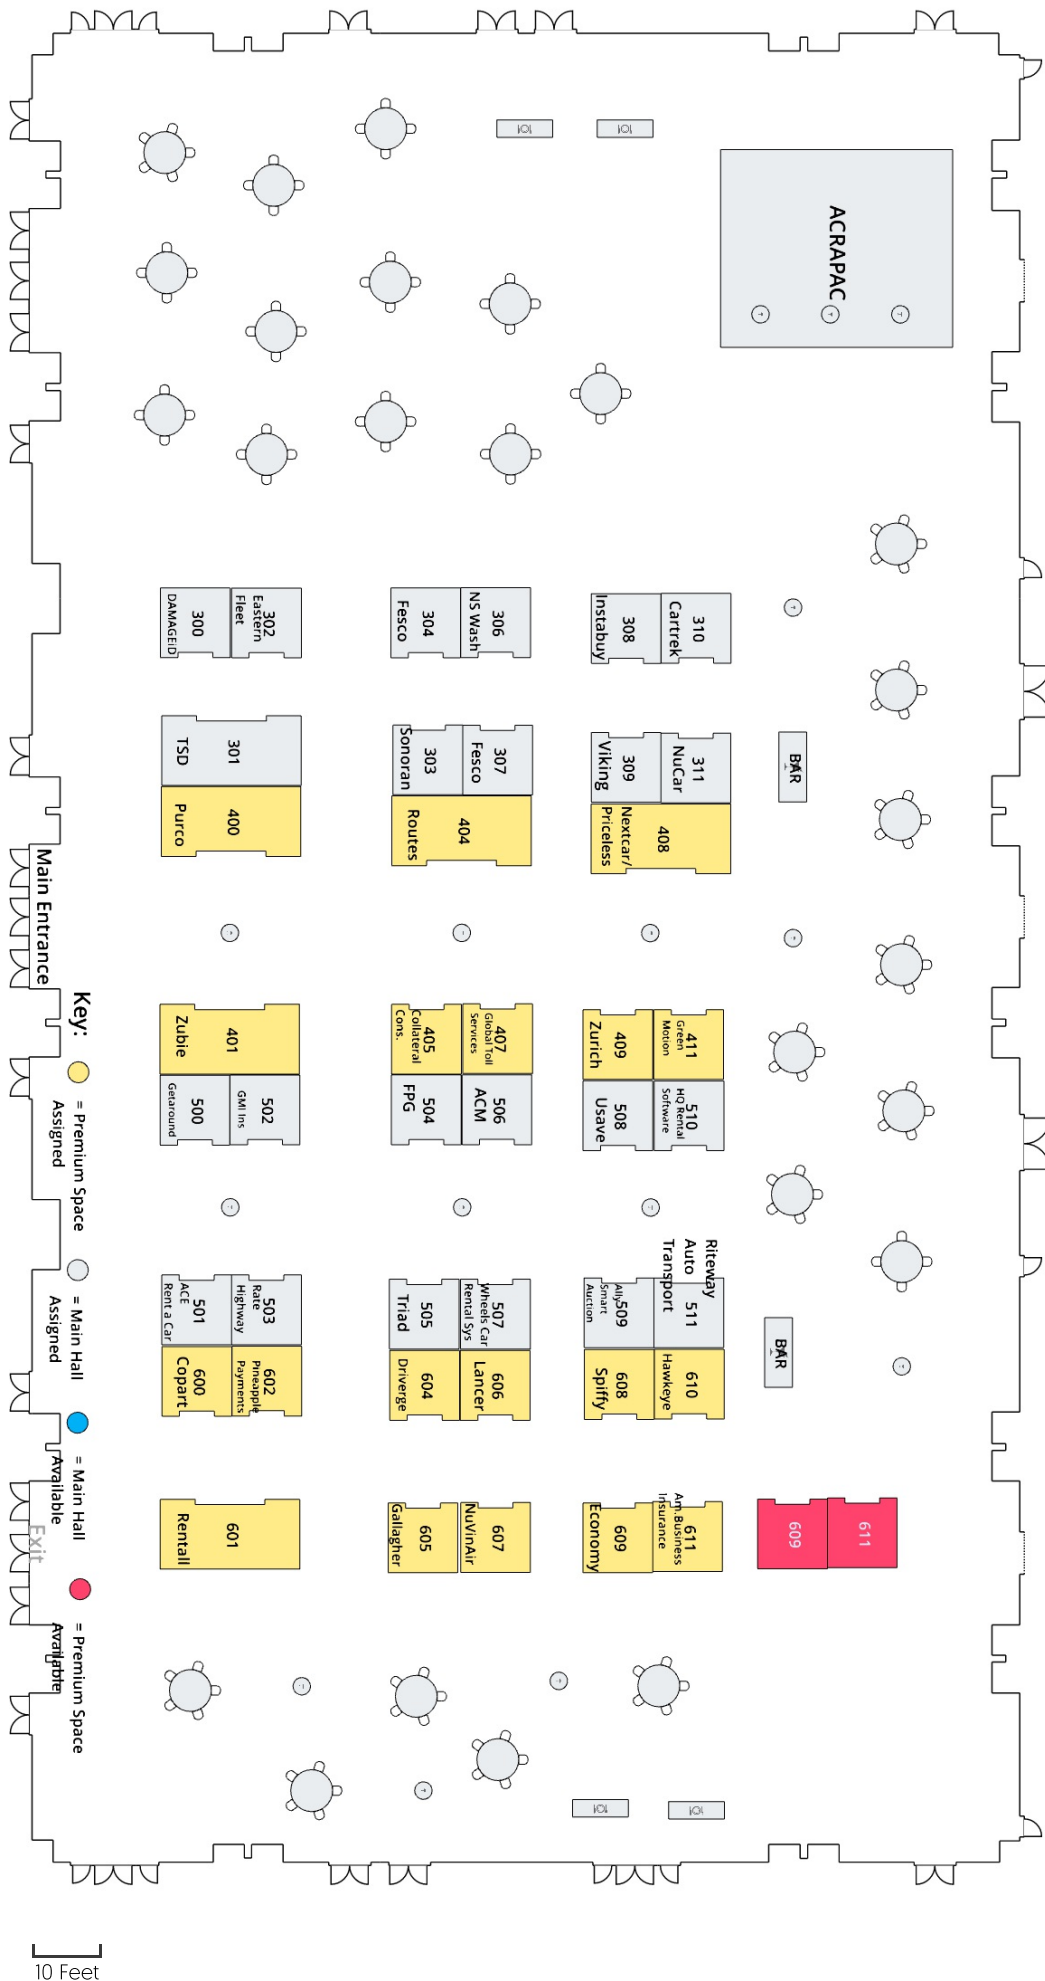 ACRAPAC
300
DAMAGEiD
302
Eastern
Fleet
304
Fesco
306
NS Wash
308
Instabuy
310
Cartrek
301
TSD
303
Sonoran
307
Fesco
309
Viking
311
NuCar
BAR
400
Purco
404
Routes
408
Nextcar/
Priceless
Main Entrance
401
Zubie
405
Collateral
Cons.
407
Global Toll
Services
409
Zurich
411
Green
Motion
500
Getaround
502
GMI Ins
504
FPG
506
ACM
508
Usave
510
HQ Rental
Software
501
ACE
Rent a Car
503
Rate
Highway
505
Triad
507
Wheels Car
Rental Sys
509
Ally
Smart
Auction
511
Riteway
Auto
Transport
BAR
600
Copart
602
Pineapple
Payments
604
Driverge
606
Lancer
608
Spiffy
610
Hawkeye
601
Rentall
605
Gallagher
607
NuVinAir
609
Economy
611
Am.Business
Insurance
609
611
Exit
Key:
= Premium Space
Assigned
= Main Hall
Assigned
= Main Hall
Available
= Premium Space
Available
10 Feet